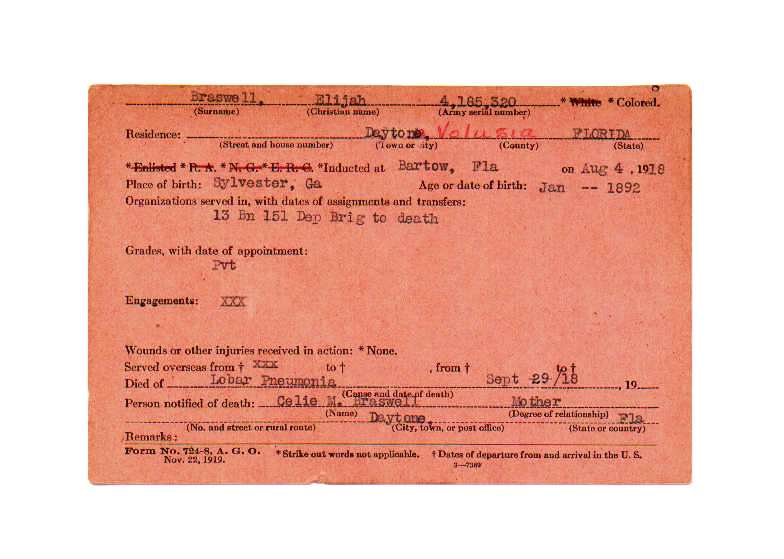 Braswell, Elijah 4,185,320 * White * Colored.
(Surname) (Christian name) (Army serial number)
Residence: Daytona, Volusia FLORIDA
(Street and house number) (Town or city) (County) (State)
* Enlisted * R. A. * N. G. * E. R. C. *Inducted at Bartow, Fla on Aug 4 , 1918
Place of birth: Sylvester, Ga Age or date of birth: Jan -- 1892
Organizations served in, with dates of assignments and transfers:
13 Bn 151 Dep Brig to death
Grades, with date of appointment:
Pvt
Engagements: XXX
Wounds or other injuries received in action: * None.
Served overseas from † XXX to † , from † to †
Died of Lobar Pneumonia Sept 29/18 , 19
(Cause and date of death)
Person notified of death: Celie M. Braswell Mother
(Name) (Degree of relationship)
Daytone, Fla
(No. and street or rural route) (City, town, or post office) (State or country)
Remarks:
Form No. 724-8, A. G. O. * Strike out words not applicable. † Dates of departure from and arrival in the U. S.
Nov. 22, 1919. 3—7369